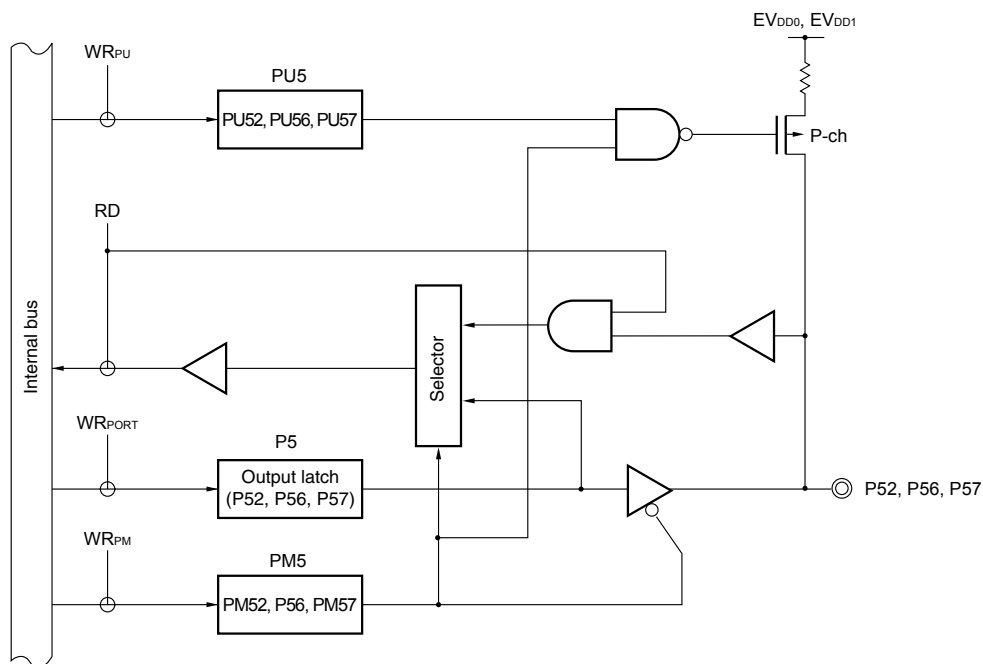 EVDD0, EVDD1
WRPU
PU5
PU52, PU56, PU57
P-ch
RD
Internal bus
Selector
WRPORT
P5
Output latch
(P52, P56, P57)
P52, P56, P57
WRPM
PM5
PM52, P56, PM57